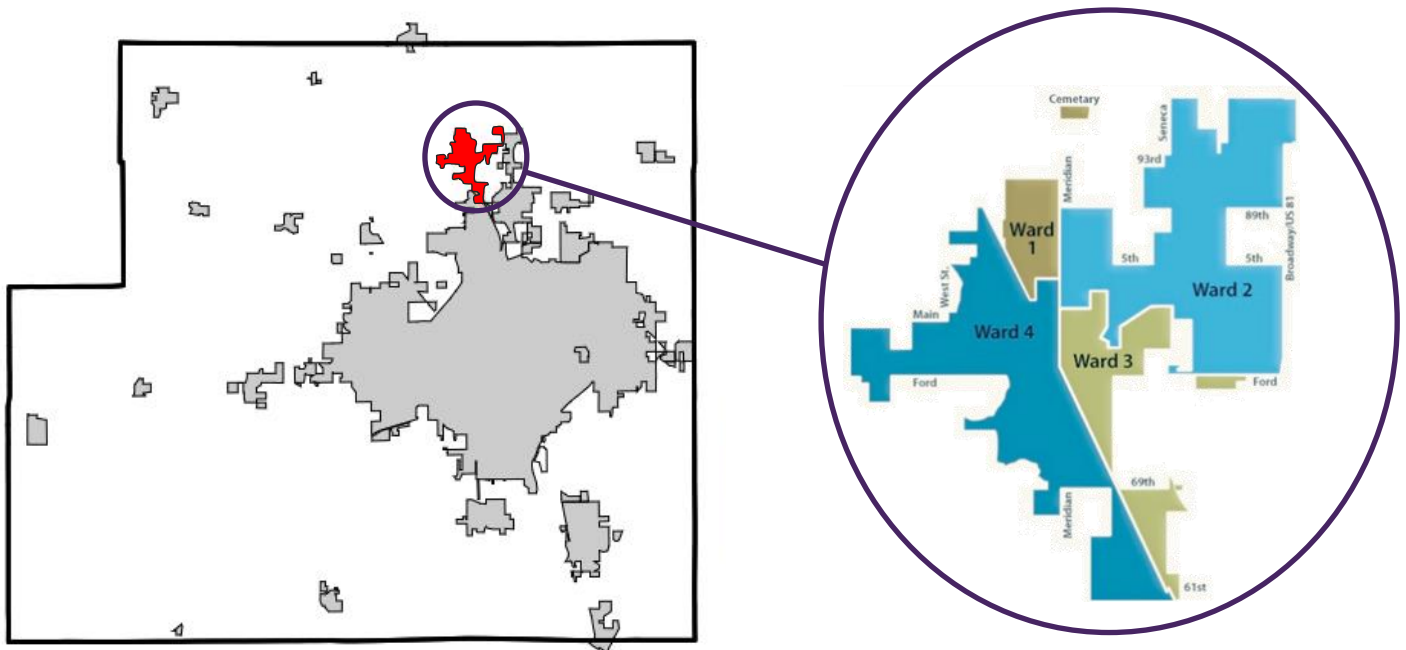 Cemetary
Seneca
93rd
Meridian
Ward
1
89th
Broadway/US 81
5th
5th
West St.
Ward 2
Main
Ward 4
Ward 3
Ford
Ford
69th
Meridian
61st